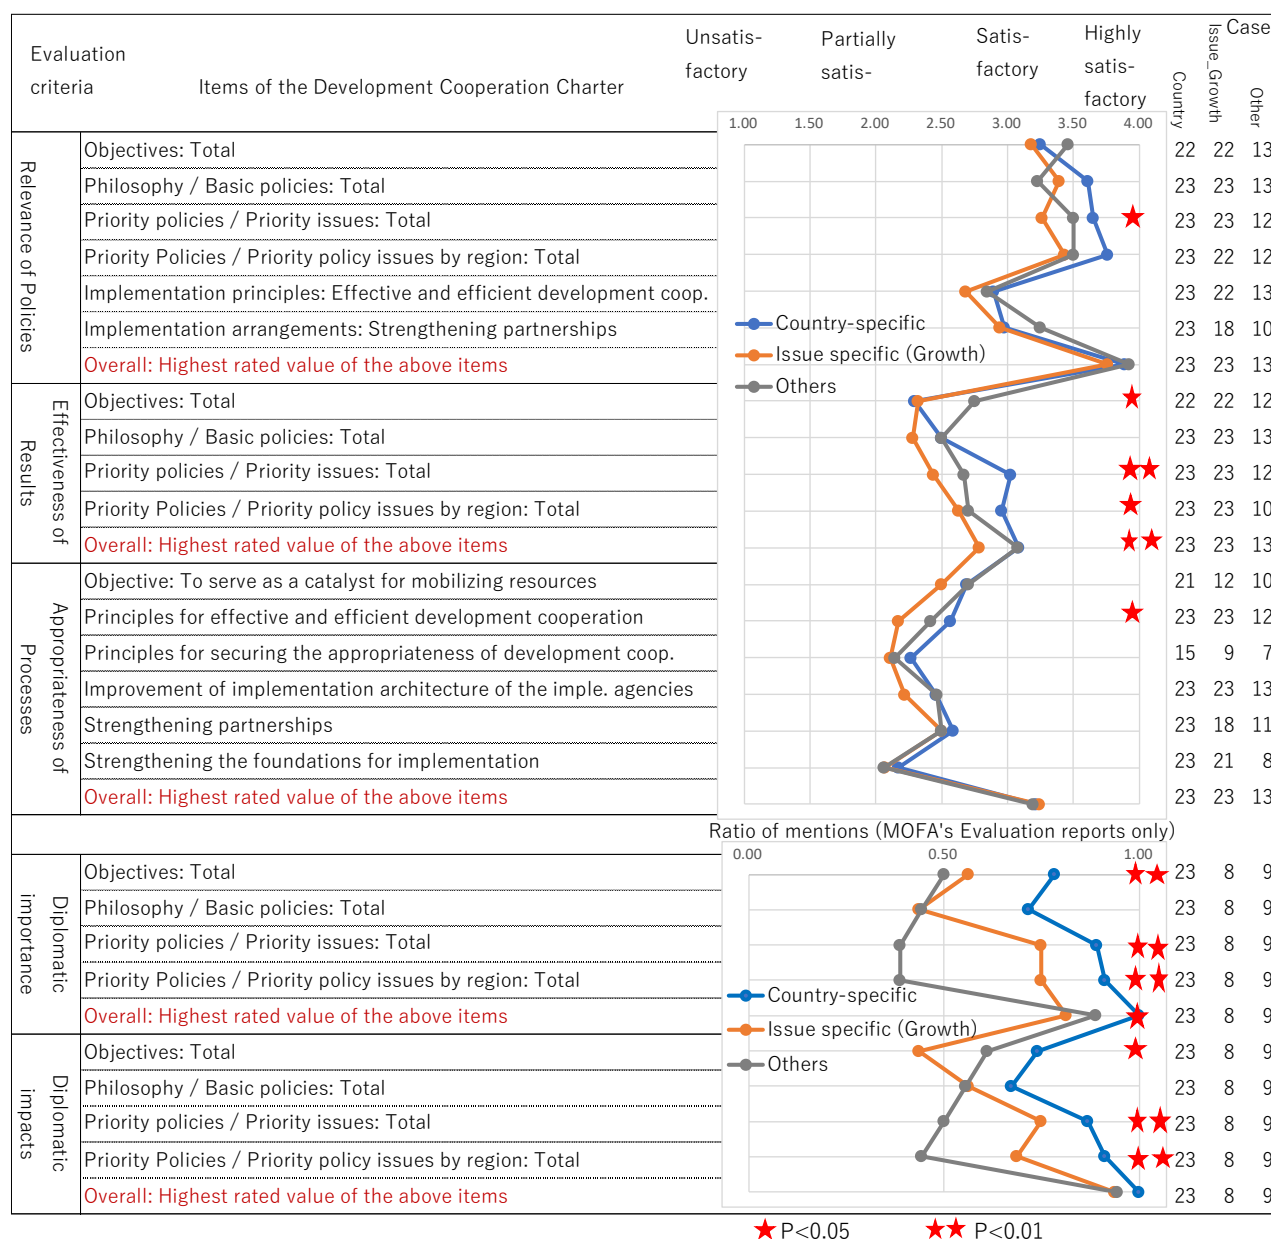 Evaluation
criteria
Items of the Development Cooperation Charter
Unsatis-
factory
Partially
satis-
Satis-
factory
Highly
satis-
factory
Case
Country
Issue_Growth
Other
1.00 1.50 2.00 2.50 3.00 3.50 4.00
Relevance of Policies
Objectives: Total 22 22 13
Philosophy / Basic policies: Total 23 23 13
Priority policies / Priority issues: Total 23 23 12
Priority Policies / Priority policy issues by region: Total 23 22 12
Implementation principles: Effective and efficient development coop. 23 22 13
Implementation arrangements: Strengthening partnerships 23 18 10
Overall: Highest rated value of the above items 23 23 13
Country-specific
Issue specific (Growth)
Others
Effectiveness of
Results
Objectives: Total 22 22 12
Philosophy / Basic policies: Total 23 23 13
Priority policies / Priority issues: Total 23 23 12
Priority Policies / Priority policy issues by region: Total 23 23 10
Overall: Highest rated value of the above items 23 23 13
Appropriateness of
Processes
Objective: To serve as a catalyst for mobilizing resources 21 12 10
Principles for effective and efficient development cooperation 23 23 12
Principles for securing the appropriateness of development coop. 15 9 7
Improvement of implementation architecture of the imple. agencies 23 23 13
Strengthening partnerships 23 18 11
Strengthening the foundations for implementation 23 21 8
Overall: Highest rated value of the above items 23 23 13
Ratio of mentions (MOFA's Evaluation reports only)
0.00 0.50 1.00
Diplomatic
importance
Objectives: Total 23 8 9
Philosophy / Basic policies: Total 23 8 9
Priority policies / Priority issues: Total 23 8 9
Priority Policies / Priority policy issues by region: Total 23 8 9
Overall: Highest rated value of the above items 23 8 9
Country-specific
Issue specific (Growth)
Others
Diplomatic
impacts
Objectives: Total 23 8 9
Philosophy / Basic policies: Total 23 8 9
Priority policies / Priority issues: Total 23 8 9
Priority Policies / Priority policy issues by region: Total 23 8 9
Overall: Highest rated value of the above items 23 8 9
★ P<0.05 ★★ P<0.01